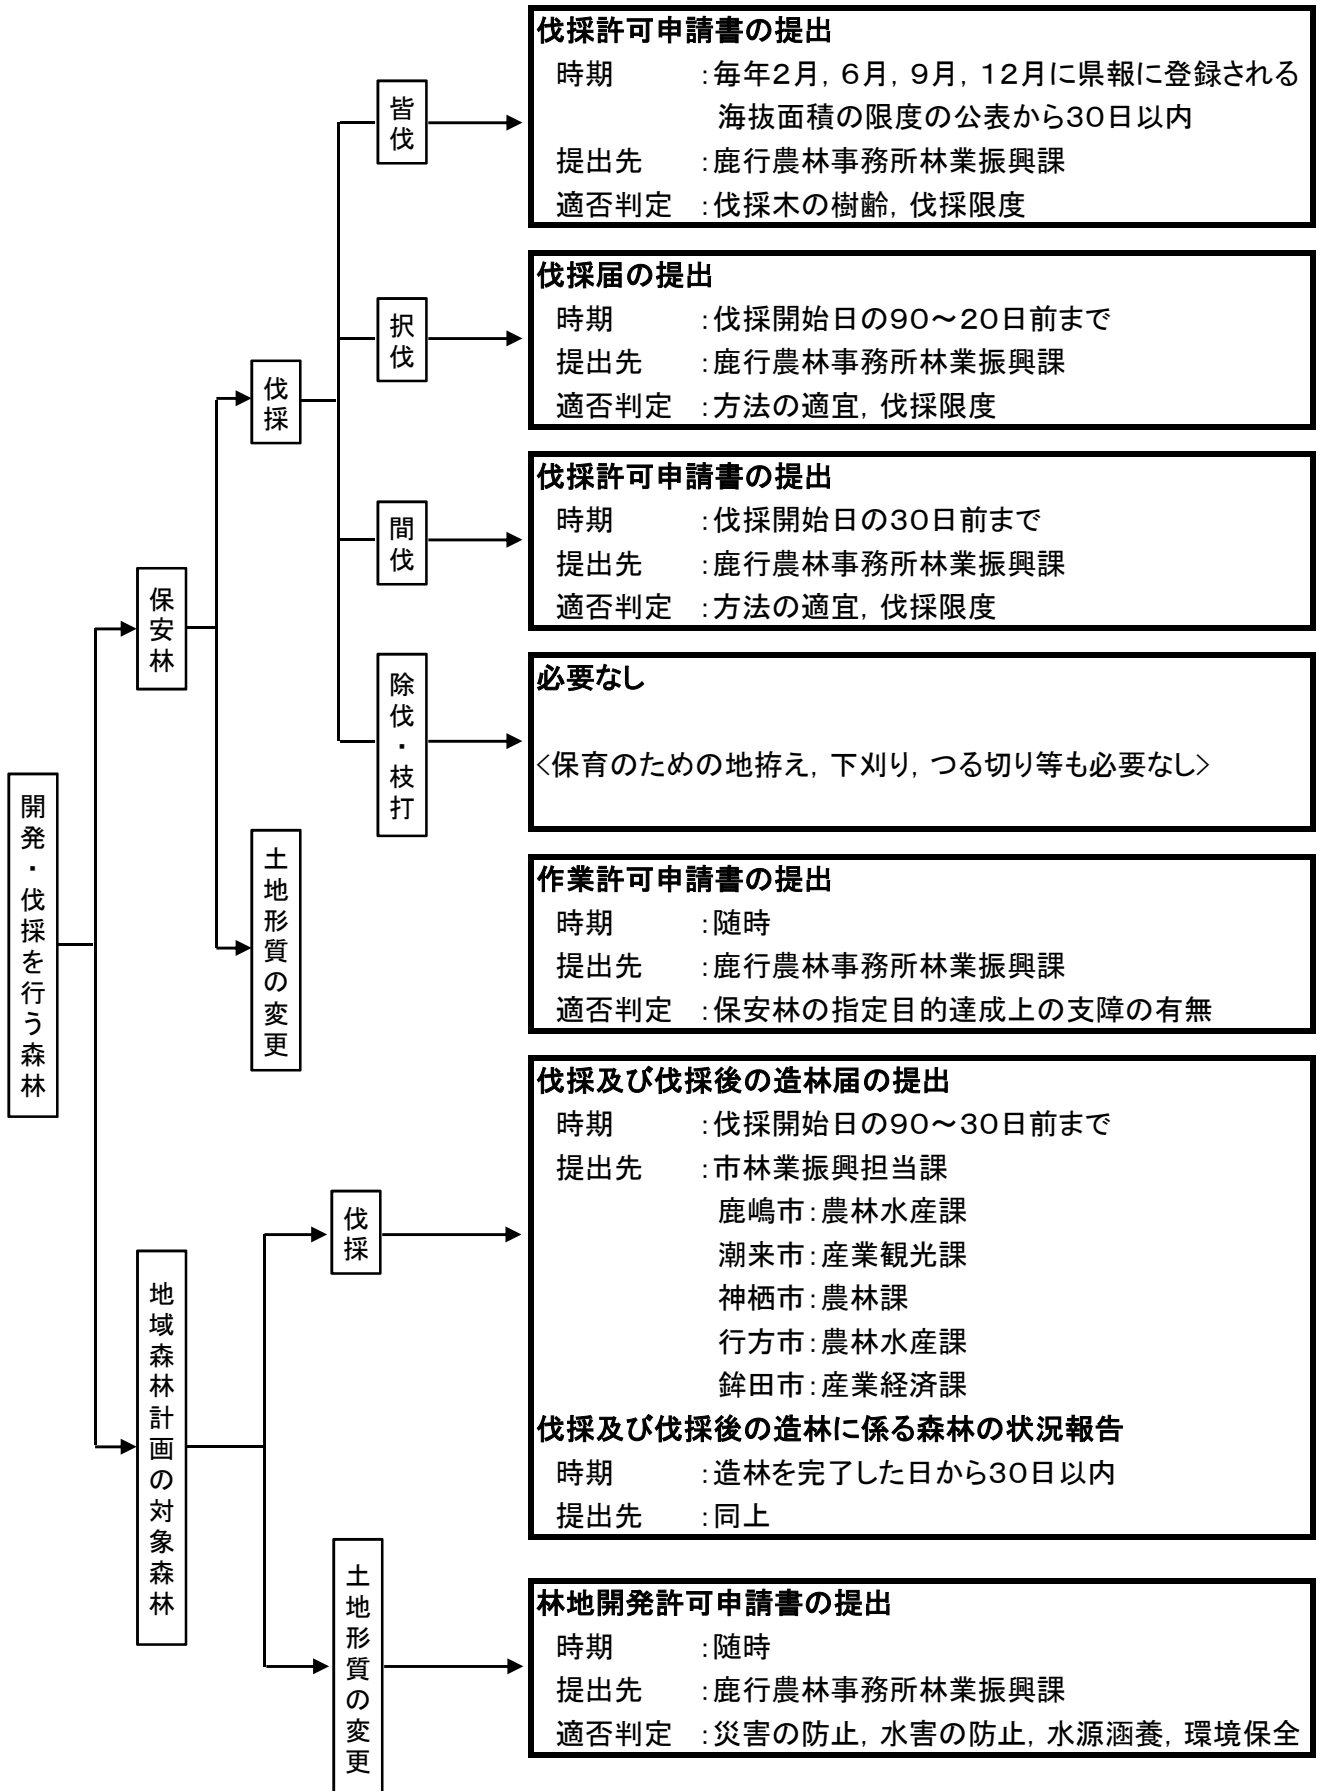 開発・伐採を行う森林
保安林
伐採
皆伐
伐採許可申請書の提出
時期　　：毎年2月，6月，9月，12月に県報に登録される
海抜面積の限度の公表から30日以内
提出先　：鹿行農林事務所林業振興課
適否判定　：伐採木の樹齢，伐採限度
択伐
伐採届の提出
時期　　：伐採開始日の90～20日前まで
提出先　：鹿行農林事務所林業振興課
適否判定　：方法の適宜，伐採限度
間伐
伐採許可申請書の提出
時期　　：伐採開始日の30日前まで
提出先　：鹿行農林事務所林業振興課
適否判定　：方法の適宜，伐採限度
除伐・枝打
必要なし
<保育のための地拵え，下刈り，つる切り等も必要なし>
土地形質の変更
作業許可申請書の提出
時期　　：随時
提出先　：鹿行農林事務所林業振興課
適否判定　：保安林の指定目的達成上の支障の有無
地域森林計画の対象森林
伐採
伐採及び伐採後の造林届の提出
時期　　：伐採開始日の90～30日前まで
提出先　：市林業振興担当課
鹿嶋市：農林水産課
潮来市：産業観光課
神栖市：農林課
行方市：農林水産課
鉾田市：産業経済課
伐採及び伐採後の造林に係る森林の状況報告
時期　　：造林を完了した日から30日以内
提出先　：同上
土地形質の変更
林地開発許可申請書の提出
時期　　：随時
提出先　：鹿行農林事務所林業振興課
適否判定　：災害の防止，水害の防止，水源涵養，環境保全